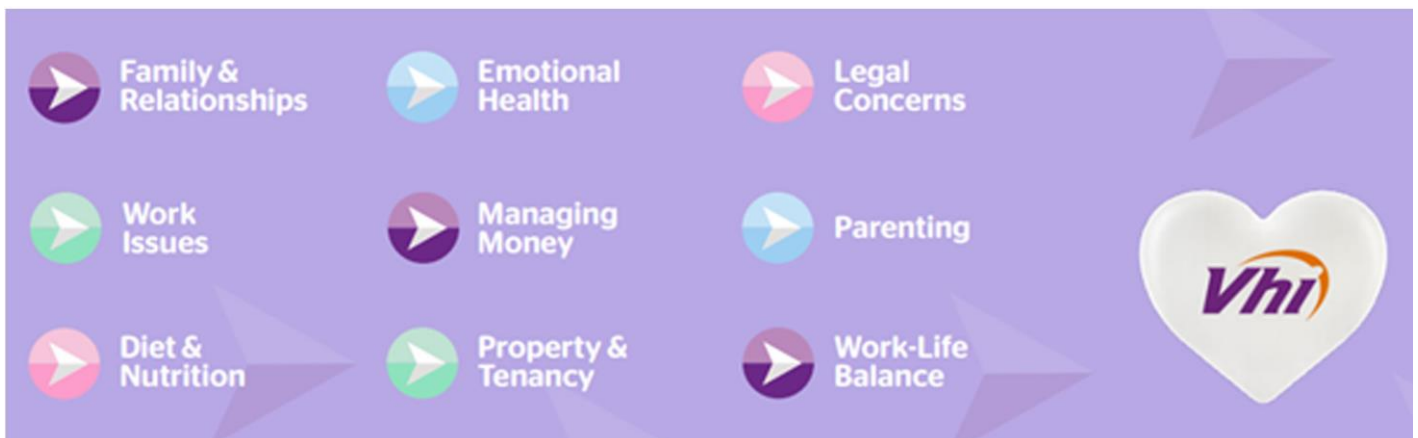 Family &
Relationships
Emotional
Health
Legal
Concerns
Work
Issues
Managing
Money
Parenting
Diet &
Nutrition
Property &
Tenancy
Work-Life
Balance
Vhi